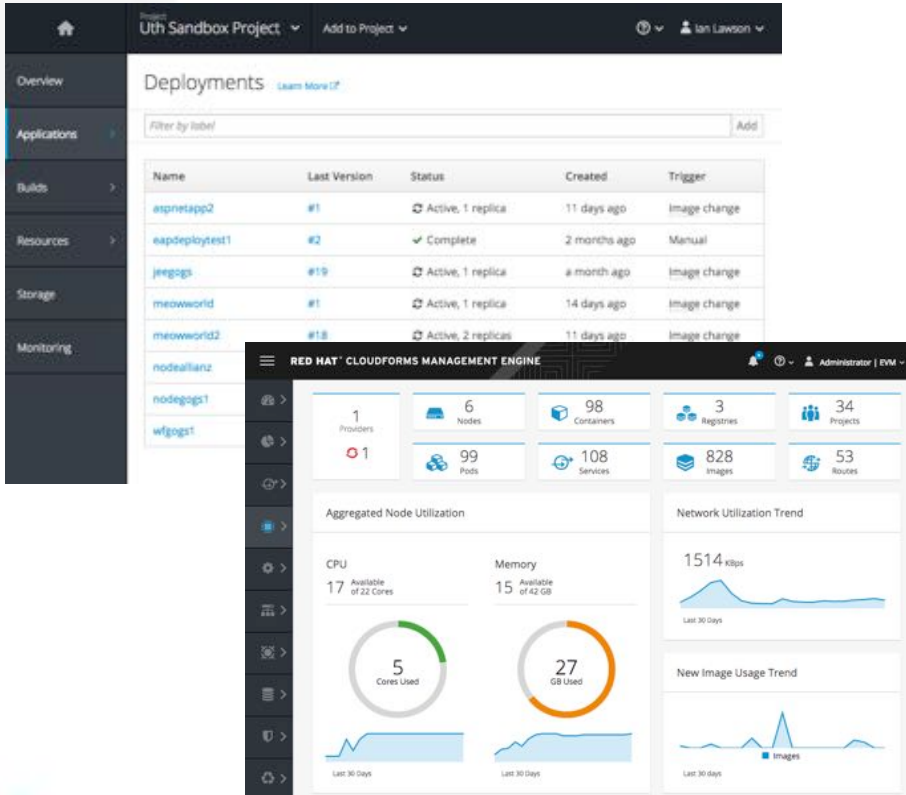 Project
Uth Sandbox Project
Add to Project
Ian Lawson
Overview
Applications
Builds
Resources
Storage
Monitoring
Deployments Learn More
Filter by label Add
Name Last Version Status Created Trigger
aspnetapp2 #1 Active, 1 replica 11 days ago Image change
eapdeploytest1 #2 Complete 2 months ago Manual
jeegogs #19 Active, 1 replica a month ago Image change
meowworld #1 Active, 1 replica 14 days ago Image change
meowworld2 #18 Active, 2 replicas 11 days ago Image change
nodeallianz
nodegogs1
wfgogs1
RED HAT® CLOUDFORMS MANAGEMENT ENGINE
Administrator | EVM
1
Providers
1
6
Nodes
98
Containers
3
Registries
34
Projects
99
Pods
108
Services
828
Images
53
Routes
Aggregated Node Utilization
CPU
17 Available
of 22 Cores
5
Cores Used
Last 30 Days
Memory
15 Available
of 42 GB
27
GB Used
Last 30 Days
Network Utilization Trend
1514 KBps
Last 30 Days
New Image Usage Trend
Images
Last 30 days